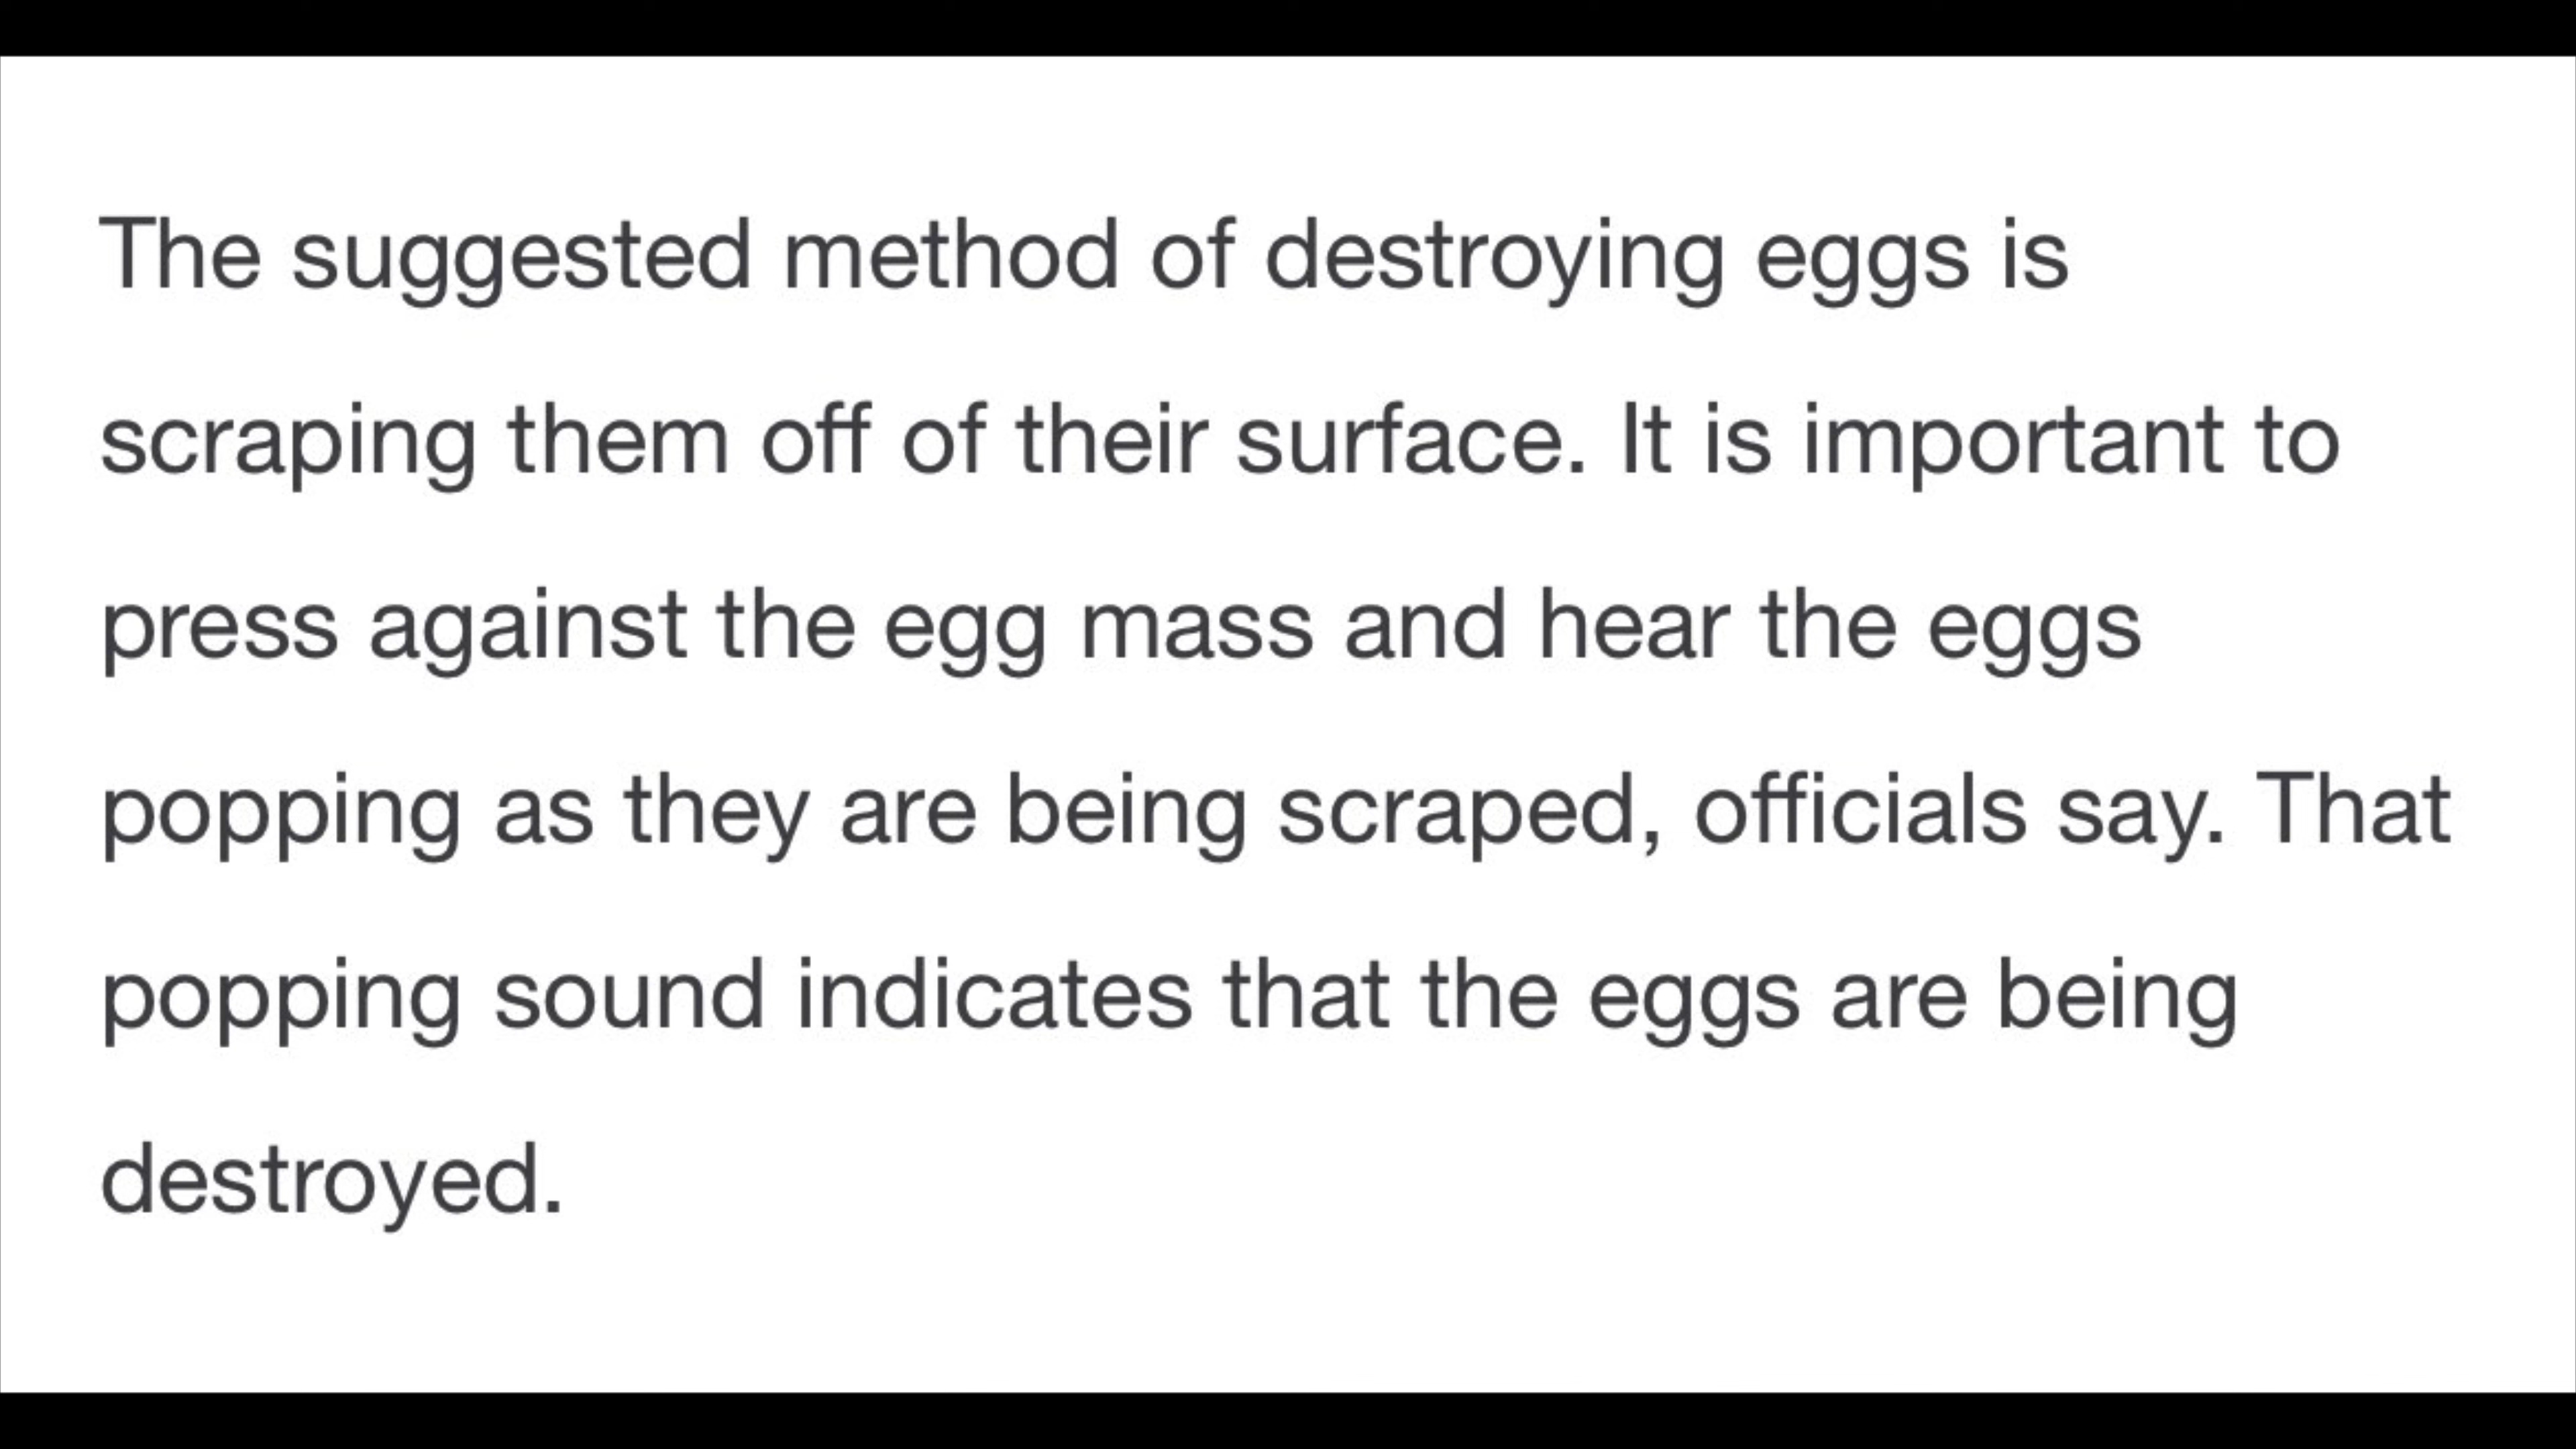 The suggested method of destroying eggs is
scraping them off of their surface. It is important to
press against the egg mass and hear the eggs
popping as they are being scraped, officials say. That
popping sound indicates that the eggs are being
destroyed.